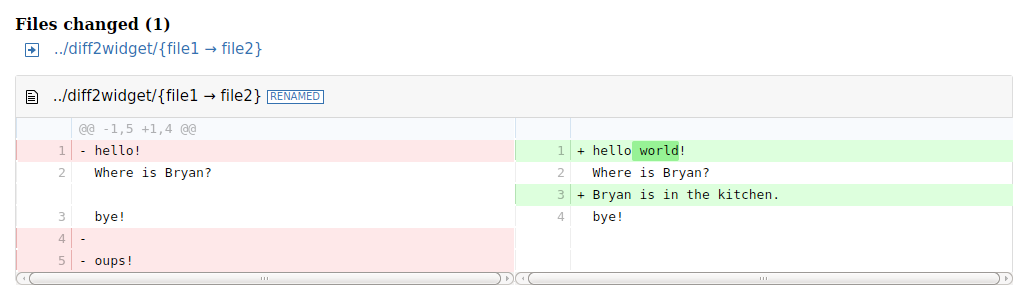 Files changed (1)
../diff2widget/{file1 → file2}
../diff2widget/{file1 → file2} RENAMED
@@ -1,5 +1,4 @@
1 - hello! 1 + hello world!
2 Where is Bryan? 2 Where is Bryan?
3 + Bryan is in the kitchen.
3 bye! 4 bye!
4 -
5 - oups!